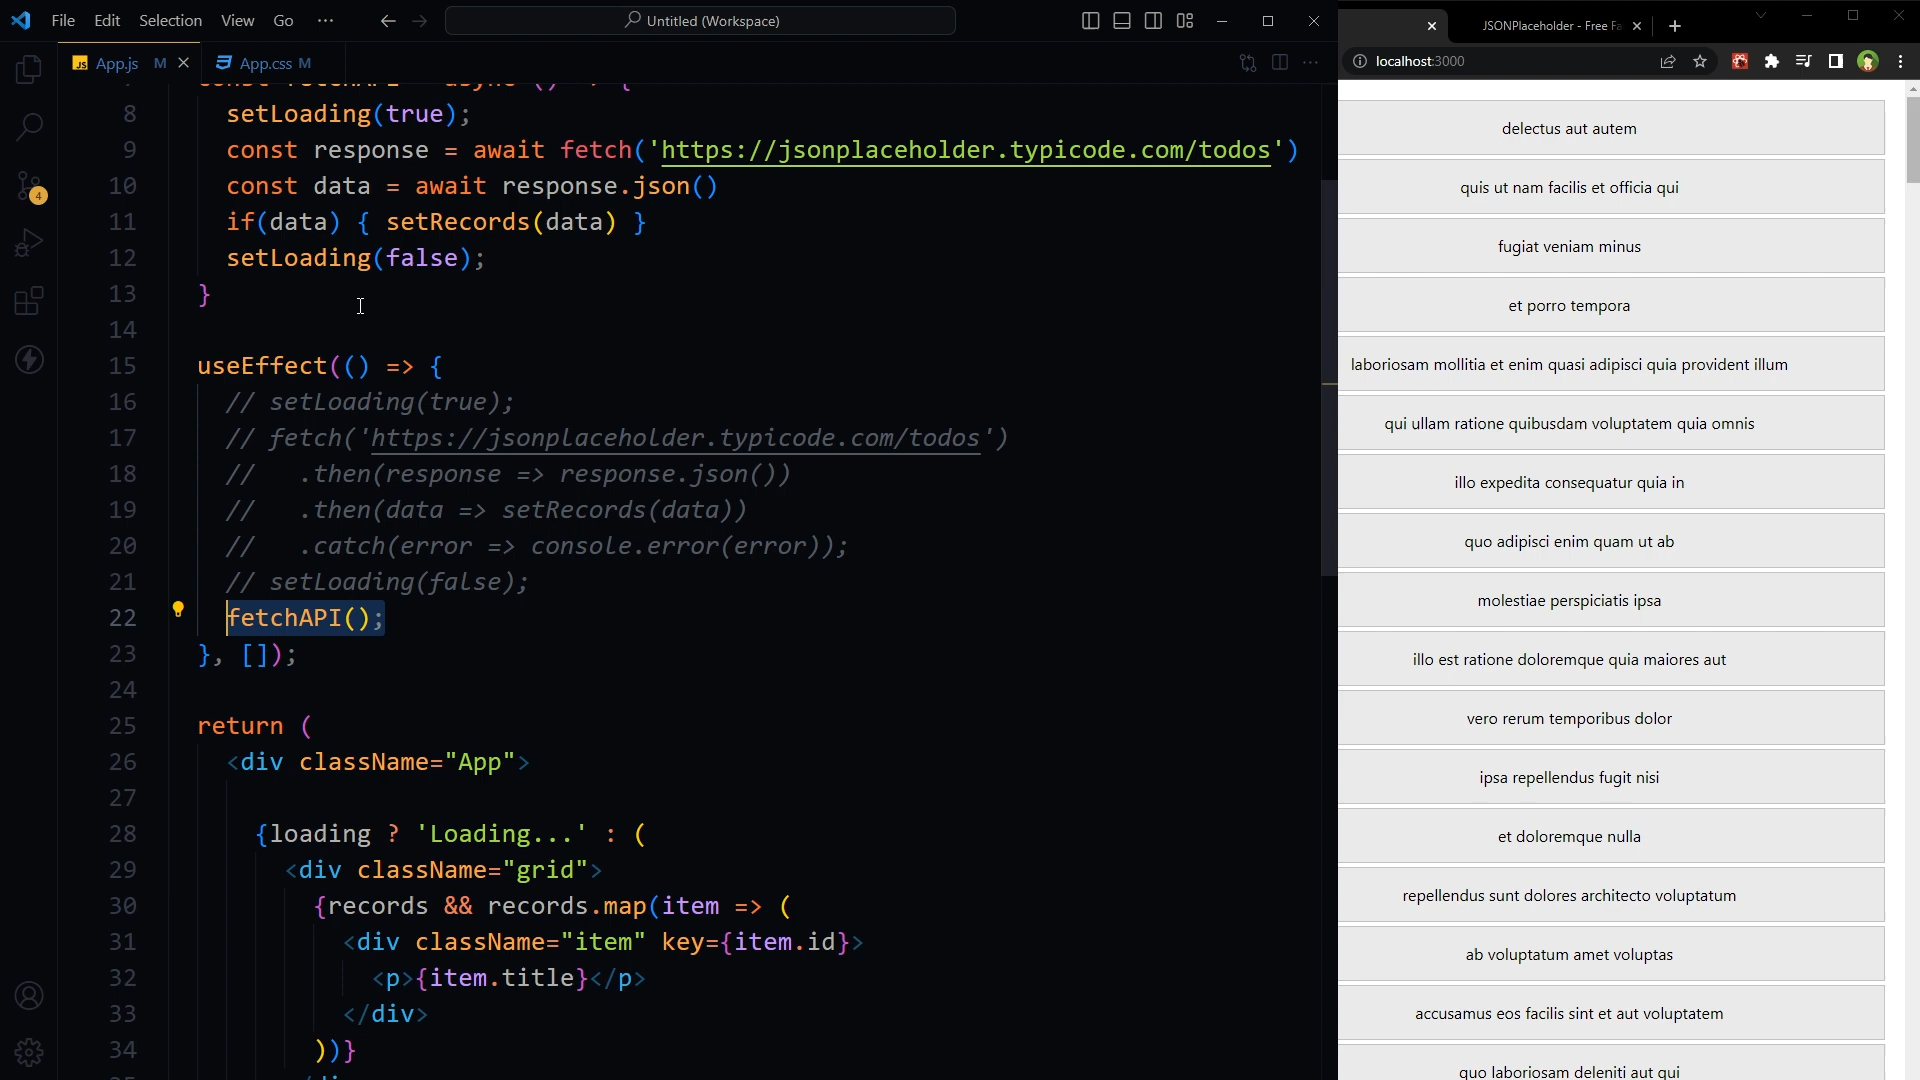 File Edit Selection View Go ··· Untitled (Workspace)
App.js M App.css M
const fetchAPI = async () => {
8 setLoading(true);
9 const response = await fetch('https://jsonplaceholder.typicode.com/todos')
10 const data = await response.json()
11 if(data) { setRecords(data) }
12 setLoading(false);
13 }
14
15 useEffect(() => {
16 // setLoading(true);
17 // fetch('https://jsonplaceholder.typicode.com/todos')
18 // .then(response => response.json())
19 // .then(data => setRecords(data))
20 // .catch(error => console.error(error));
21 // setLoading(false);
22 fetchAPI();
23 }, []);
24
25 return (
26 <div className="App">
27
28 {loading ? 'Loading...' : (
29 <div className="grid">
30 {records && records.map(item => (
31 <div className="item" key={item.id}>
32 <p>{item.title}</p>
33 </div>
34 ))}
4
JSONPlaceholder - Free Fa
localhost:3000
delectus aut autem
quis ut nam facilis et officia qui
fugiat veniam minus
et porro tempora
laboriosam mollitia et enim quasi adipisci quia provident illum
qui ullam ratione quibusdam voluptatem quia omnis
illo expedita consequatur quia in
quo adipisci enim quam ut ab
molestiae perspiciatis ipsa
illo est ratione doloremque quia maiores aut
vero rerum temporibus dolor
ipsa repellendus fugit nisi
et doloremque nulla
repellendus sunt dolores architecto voluptatum
ab voluptatum amet voluptas
accusamus eos facilis sint et aut voluptatem
quo laboriosam deleniti aut qui